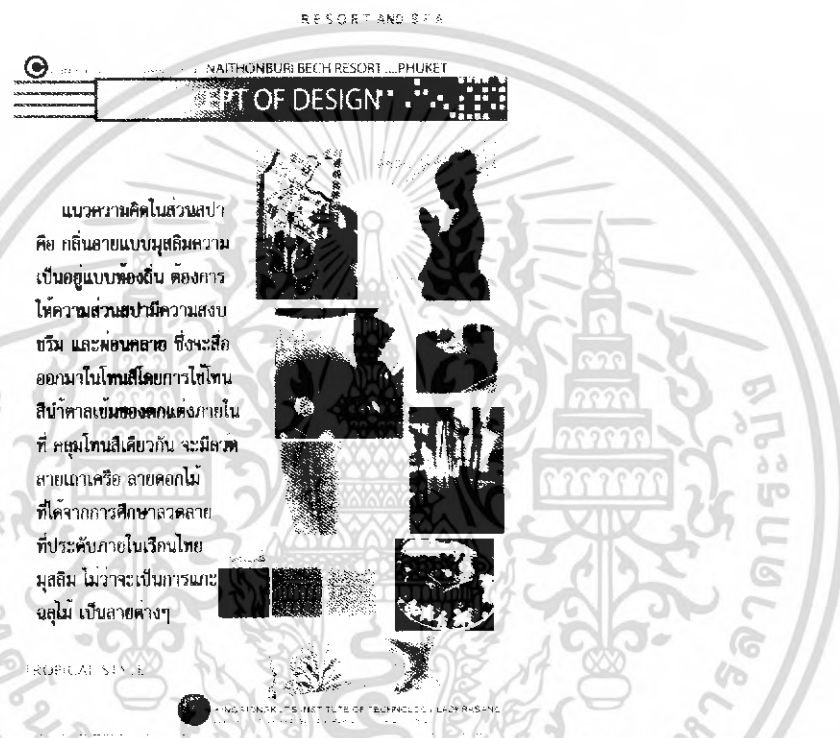 RESORT AND SEA
NAITHONBURI BECH RESORT ....PHUKET
EPT OF DESIGN
แนวความคิดในส่วนสปา
คือ กลิ่นอายแบบมุสลิมความ
เป็นอยู่แบบท้องถิ่น ต้องการ
ให้ความส่วนสปามีความสงบ
ขรึม และผ่อนคลาย ซึ่งจะสื่อ
ออกมาในโทนสีโดยการใช้โทน
สีน้ำตาลเข้มของตกแต่งภายใน
ที่ คลุมโทนสีเดียวกัน จะมีลวด
ลายเถาเครือ ลายดอกไม้
ที่ได้จากการศึกษาลวดลาย
ที่ประดับภายในเรือนไทย
มุสลิม ไม่ว่าจะเป็นการแกะ
ฉลุไม้ เป็นลายต่างๆ
TROPICAL STYLE
KING MONGKUT'S INSTITUTE OF TECHNOLOGY LADKRABANG